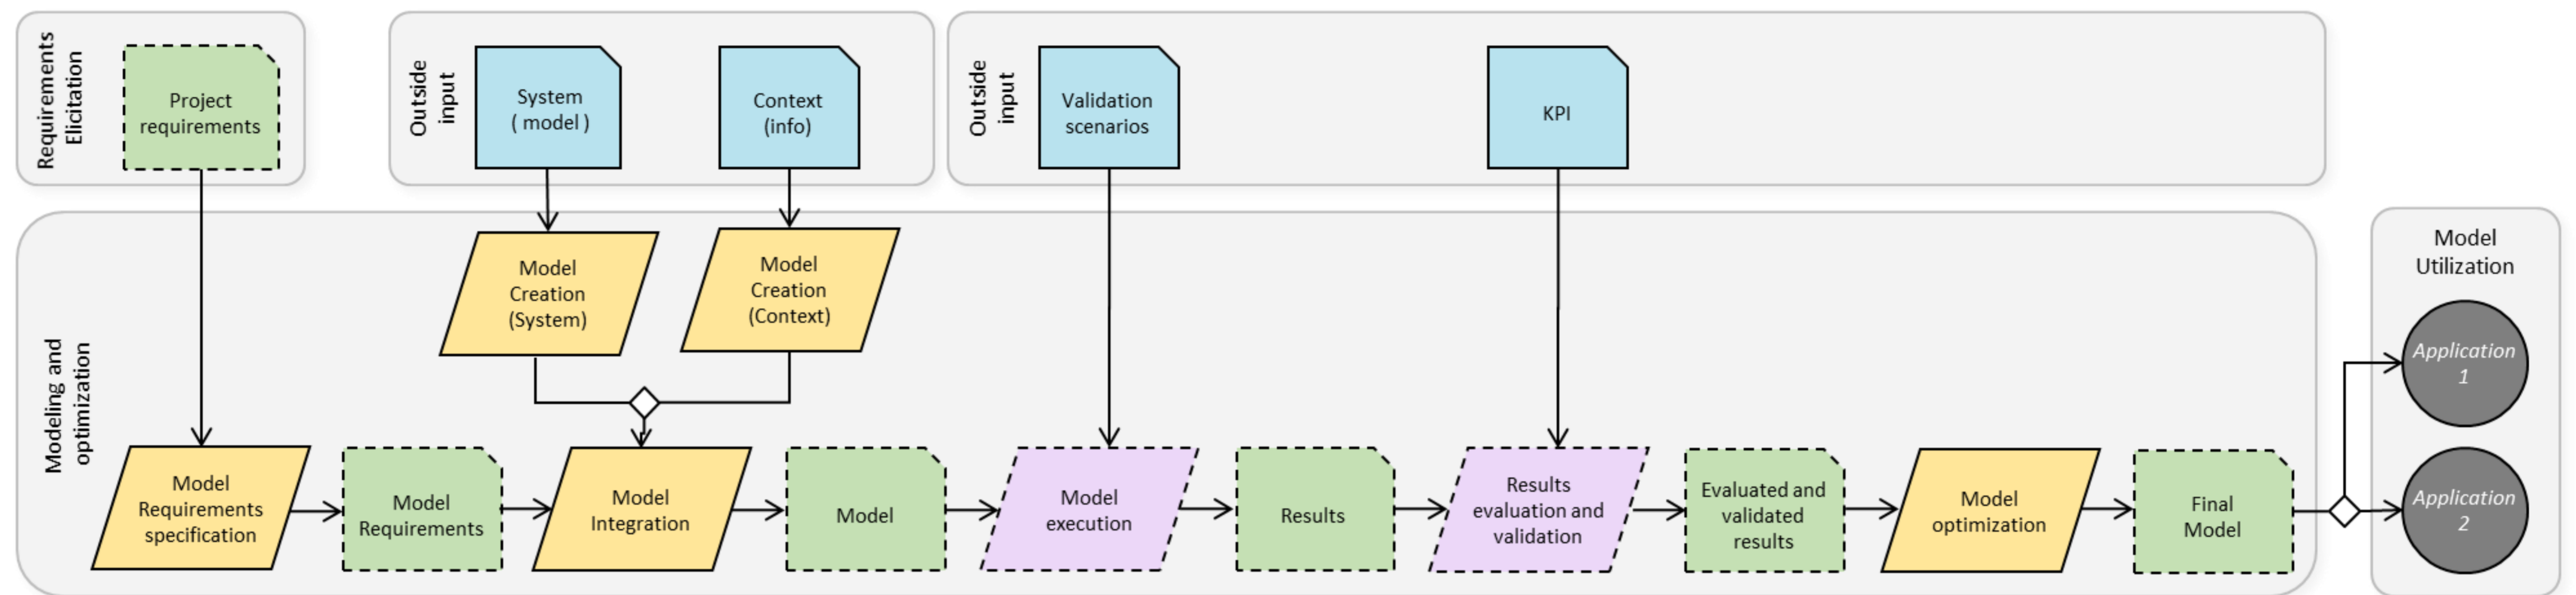 Requirements
Elicitation
Project
requirements
Outside
input
System
( model )
Context
(info)
Outside
input
Validation
scenarios
KPI
Modeling and
optimization
Model
Creation
(System)
Model
Creation
(Context)
Model
Requirements
specification
Model
Requirements
Model
Integration
Model
Model
execution
Results
Results
evaluation and
validation
Evaluated and
validated
results
Model
optimization
Final
Model
Model
Utilization
Application
1
Application
2